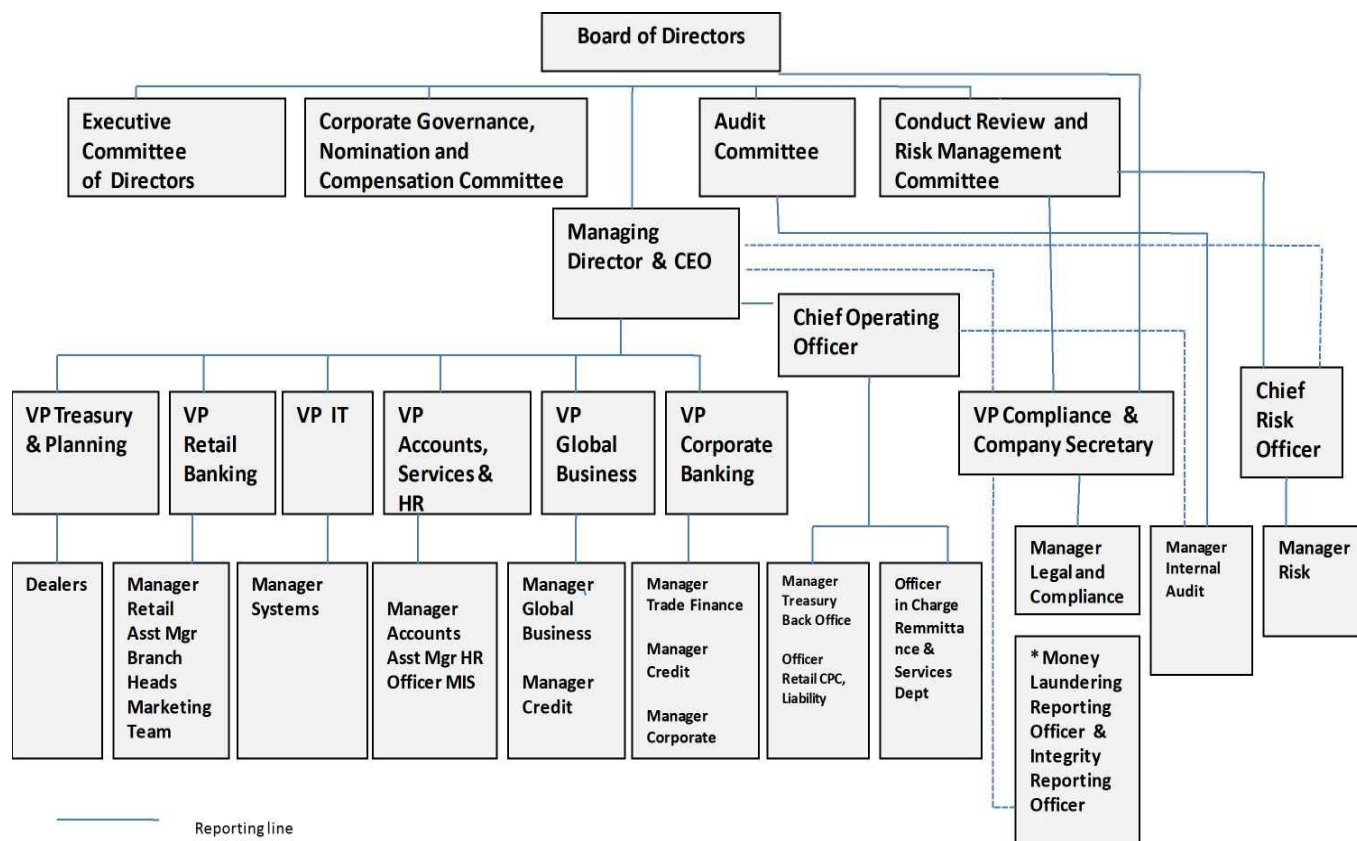 Board of Directors
Executive
Committee
of Directors
Corporate Governance,
Nomination and
Compensation Committee
Audit
Committee
Conduct Review and
Risk Management
Committee
Managing
Director & CEO
Chief Operating
Officer
VP Treasury
& Planning
VP
Retail
Banking
VP IT
VP
Accounts,
Services &
HR
VP
Global
Business
VP
Corporate
Banking
VP Compliance &
Company Secretary
Chief
Risk
Officer
Dealers
Manager
Retail
Asst Mgr
Branch
Heads
Marketing
Team
Manager
Systems
Manager
Accounts
Asst Mgr HR
Officer MIS
Manager
Global
Business
Manager
Credit
Manager
Trade Finance
Manager
Credit
Manager
Corporate
Manager
Treasury
Back Office
Officer
Retail CPC,
Liability
Officer
in Charge
Remmitta
nce &
Services
Dept
Manager
Legal and
Compliance
Manager
Internal
Audit
Manager
Risk
* Money
Laundering
Reporting
Officer &
Integrity
Reporting
Officer
Reporting line